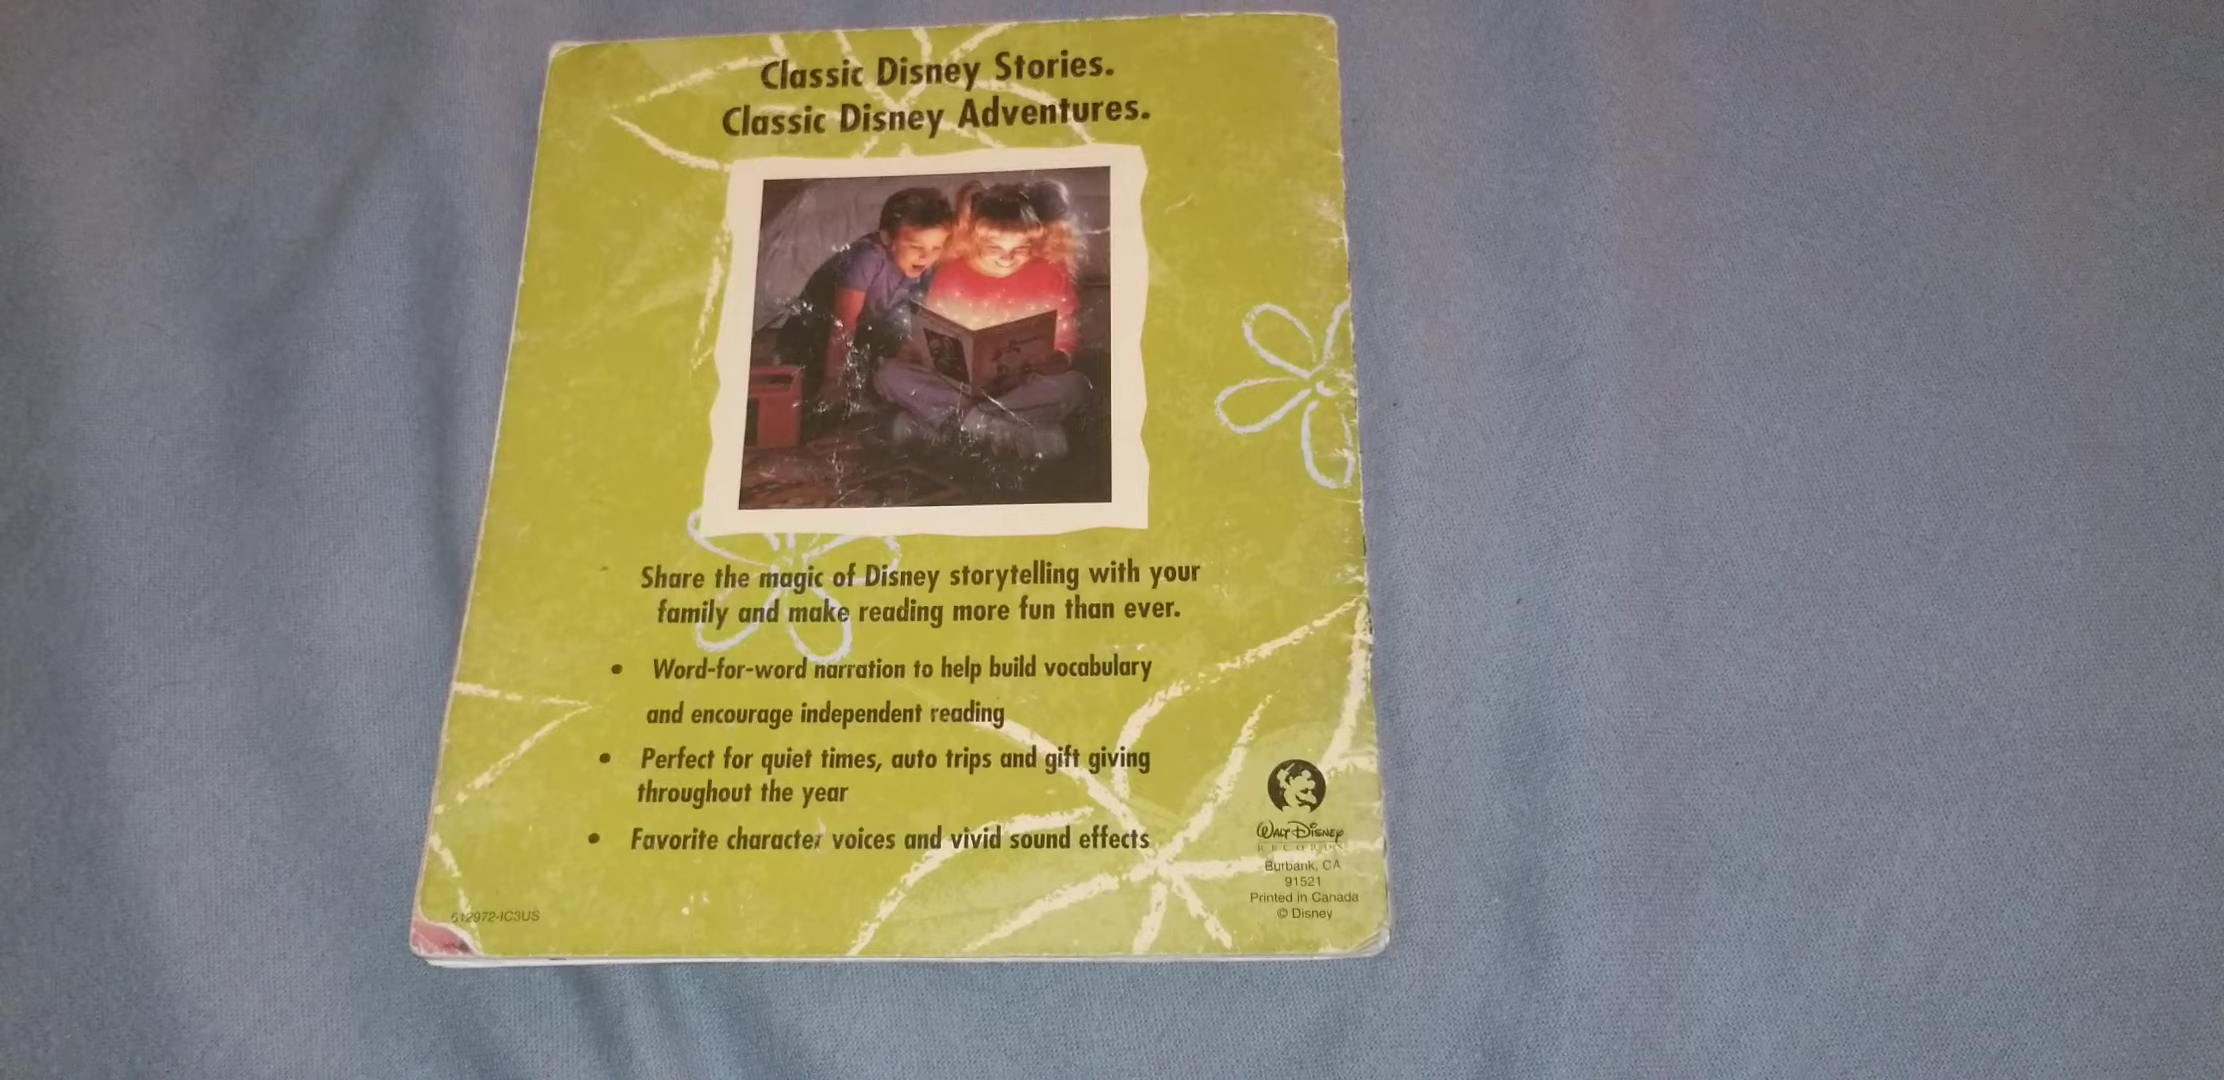 Classic Disney Stories.
Classic Disney Adventures.
Share the magic of Disney storytelling with your
family and make reading more fun than ever.
• Word-for-word narration to help build vocabulary
and encourage independent reading
• Perfect for quiet times, auto trips and gift giving
throughout the year
• Favorite character voices and vivid sound effects
WALT DISNEY
RECORDS
Burbank, CA
91521
Printed in Canada
© Disney
612972-IC3US